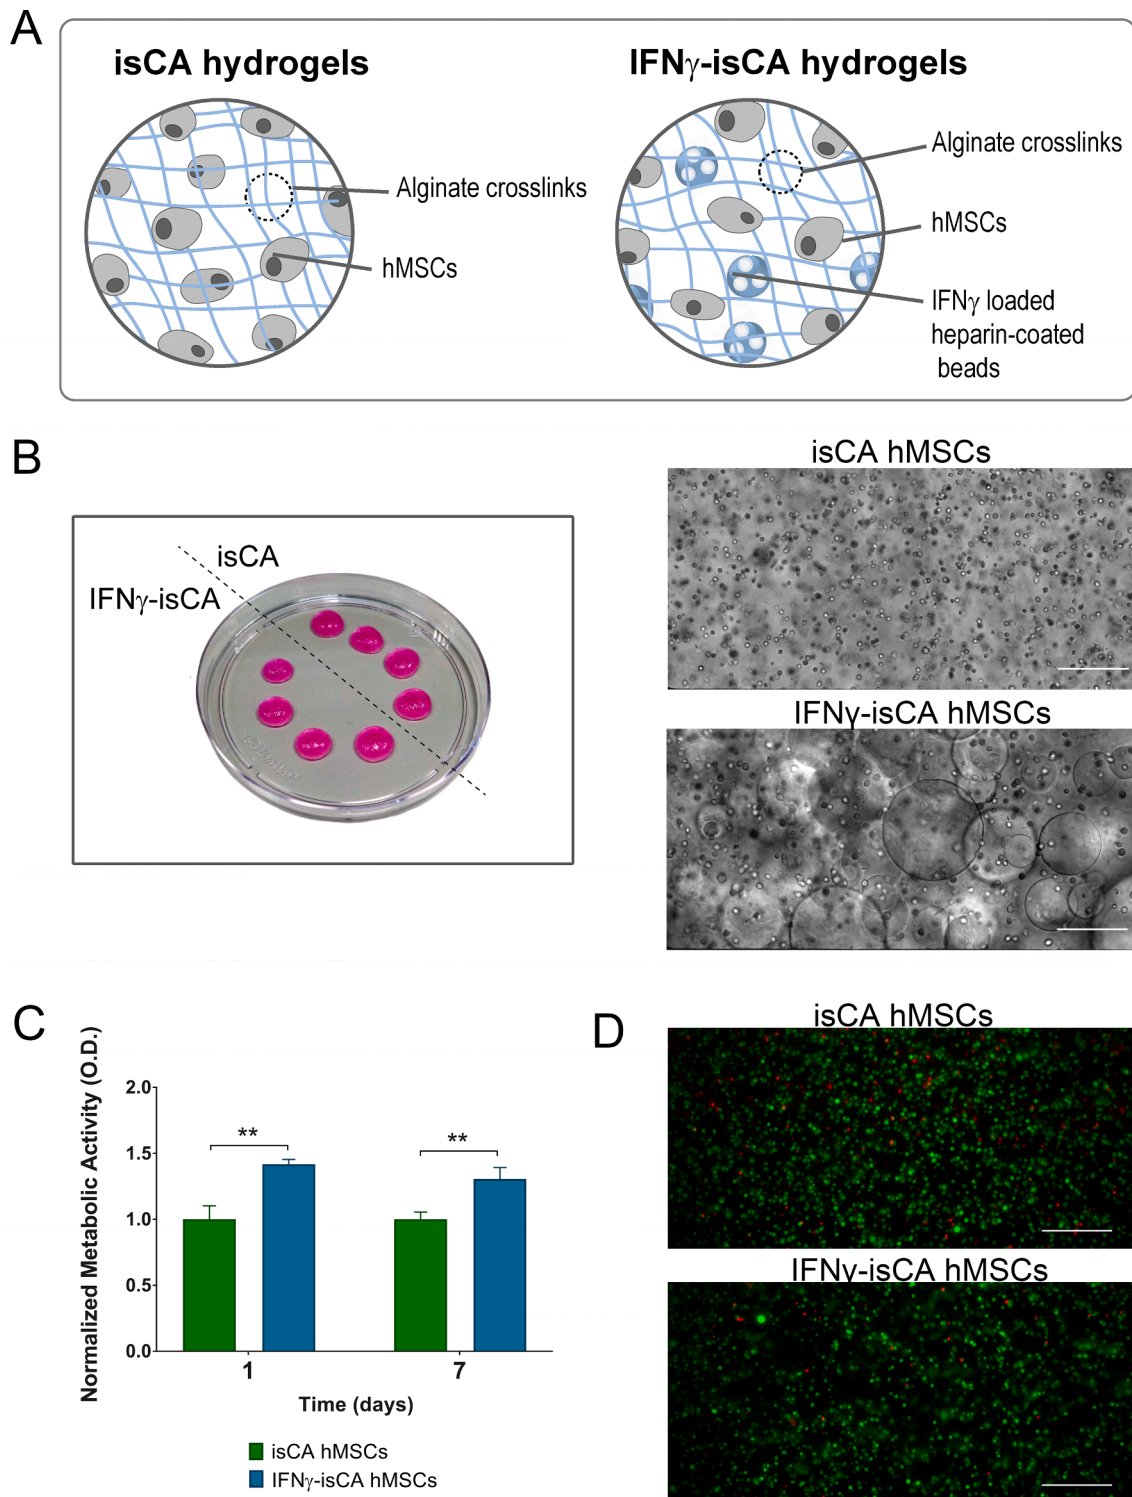 A
isCA hydrogels
IFNγ-isCA hydrogels
Alginate crosslinks
hMSCs
Alginate crosslinks
hMSCs
IFNγ loaded
heparin-coated
beads
B
isCA
IFNγ-isCA
isCA hMSCs
IFNγ-isCA hMSCs
C
Normalized Metabolic Activity (O.D.)
2.0
1.5
1.0
0.5
0.0
**
**
1
7
Time (days)
isCA hMSCs
IFNγ-isCA hMSCs
D
isCA hMSCs
IFNγ-isCA hMSCs